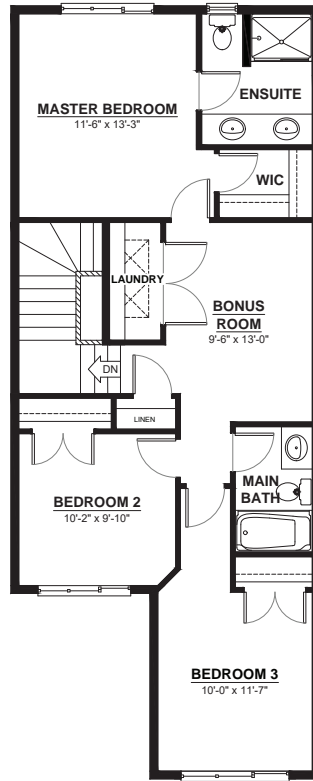 ENSUITE
MASTER BEDROOM
11'-6" x 13'-3"
WIC
LAUNDRY
BONUS
ROOM
9'-6" x 13'-0"
DN
LINEN
MAIN
BATH
BEDROOM 2
10'-2" x 9'-10"
BEDROOM 3
10'-0" x 11'-7"